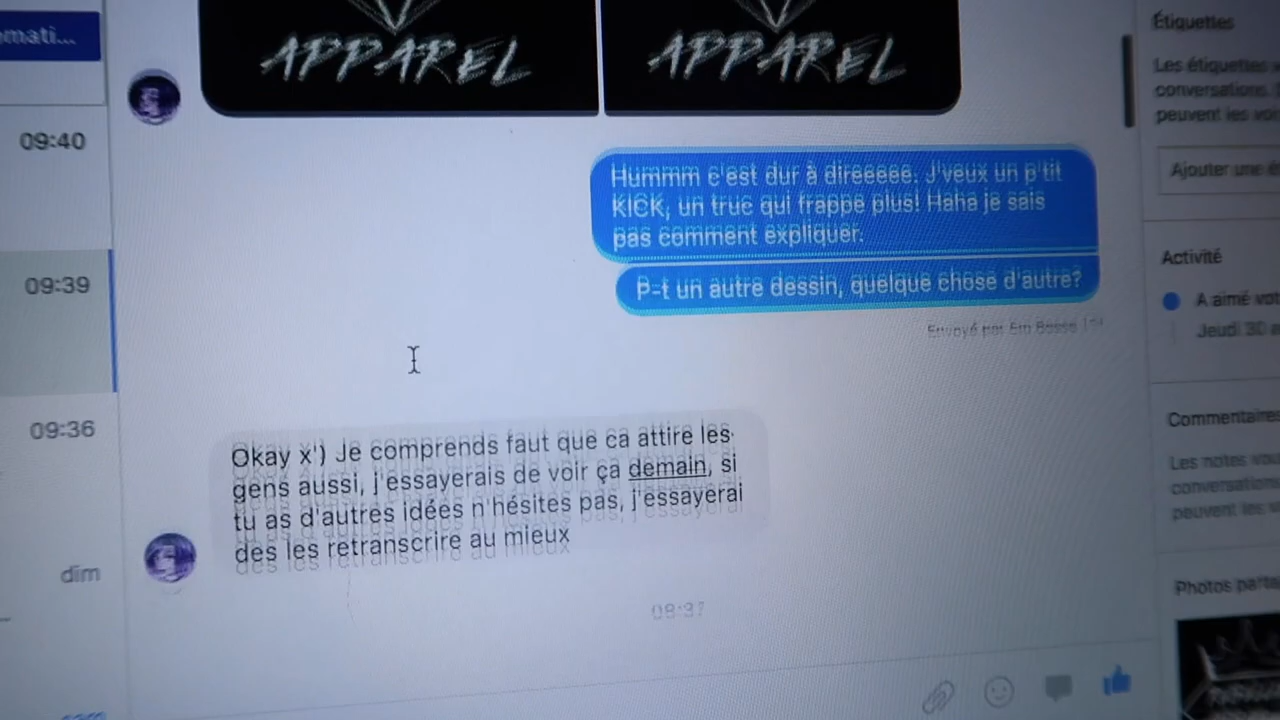 mati...
APPAREL
APPAREL
Étiquettes
Les étiquettes
conversations.
peuvent les voir
Ajouter une é
09:40
Hummm c'est dur à direeeee. J'veux un p'tit
KICK, un truc qui frappe plus! Haha je sais
pas comment expliquer.
P-t un autre dessin, quelque chose d'autre?
Envoyé par Em
09:39
Activité
A aimé vot
Jeudi 30
09:36
Okay x') Je comprends faut que ca attire les
gens aussi, j'essayerais de voir ça demain, si
tu as d'autres idées n'hésites pas, j'essayerai
des les retranscrire au mieux
Commentaire
Les notes vou
conversations
peuvent les
dim
09:37
Photos parta
sam